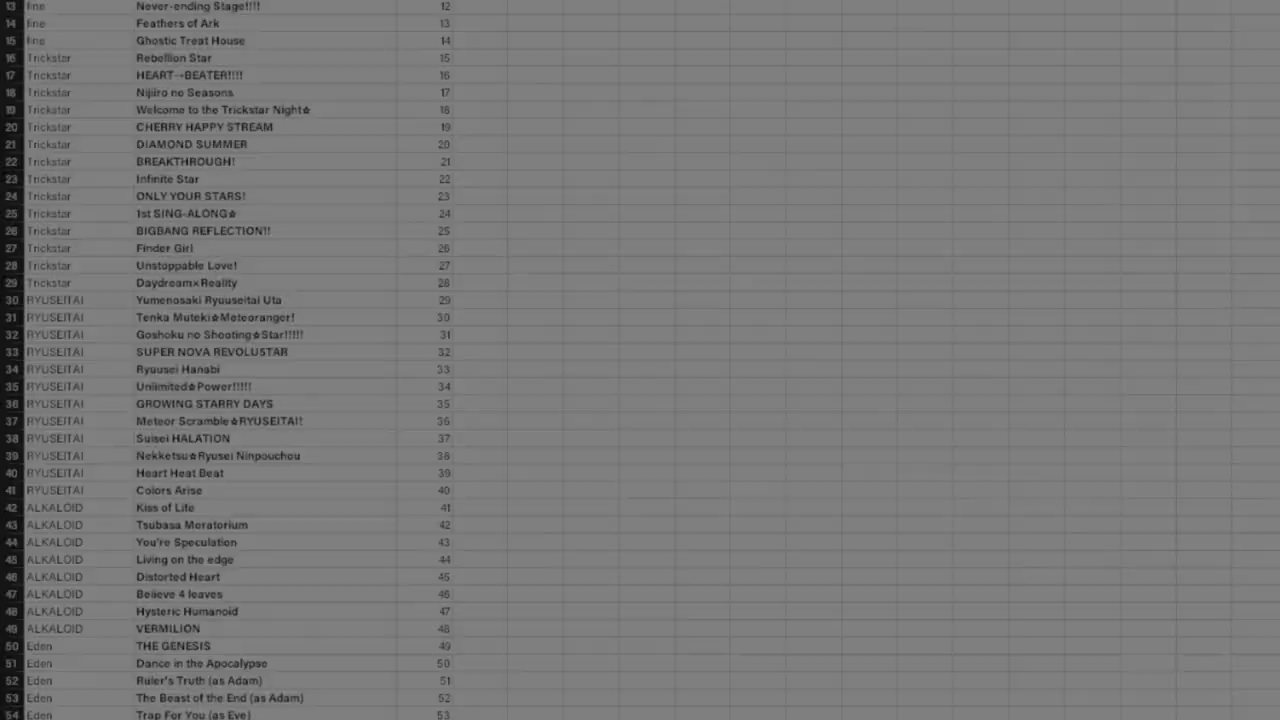 13 fine Never-ending Stage!!!! 12
14 fine Feathers of Ark 13
15 fine Ghostic Treat House 14
16 Trickstar Rebellion Star 15
17 Trickstar HEART→BEATER!!!! 16
18 Trickstar Nijiiro no Seasons 17
19 Trickstar Welcome to the Trickstar Night☆ 18
20 Trickstar CHERRY HAPPY STREAM 19
21 Trickstar DIAMOND SUMMER 20
22 Trickstar BREAKTHROUGH! 21
23 Trickstar Infinite Star 22
24 Trickstar ONLY YOUR STARS! 23
25 Trickstar 1st SING-ALONG☆ 24
26 Trickstar BIGBANG REFLECTION!! 25
27 Trickstar Finder Girl 26
28 Trickstar Unstoppable Love! 27
29 Trickstar Daydream×Reality 28
30 RYUSEITAI Yumenosaki Ryuuseitai Uta 29
31 RYUSEITAI Tenka Muteki☆Meteoranger! 30
32 RYUSEITAI Goshoku no Shooting☆Star!!!!! 31
33 RYUSEITAI SUPER NOVA REVOLUSTAR 32
34 RYUSEITAI Ryuusei Hanabi 33
35 RYUSEITAI Unlimited☆Power!!!!! 34
36 RYUSEITAI GROWING STARRY DAYS 35
37 RYUSEITAI Meteor Scramble☆RYUSEITAI! 36
38 RYUSEITAI Suisei HALATION 37
39 RYUSEITAI Nekketsu☆Ryusei Ninpouchou 38
40 RYUSEITAI Heart Heat Beat 39
41 RYUSEITAI Colors Arise 40
42 ALKALOID Kiss of Life 41
43 ALKALOID Tsubasa Moratorium 42
44 ALKALOID You're Speculation 43
45 ALKALOID Living on the edge 44
46 ALKALOID Distorted Heart 45
47 ALKALOID Believe 4 leaves 46
48 ALKALOID Hysteric Humanoid 47
49 ALKALOID VERMILION 48
50 Eden THE GENESIS 49
51 Eden Dance in the Apocalypse 50
52 Eden Ruler's Truth (as Adam) 51
53 Eden The Beast of the End (as Adam) 52
54 Eden Trap For You (as Eve) 53